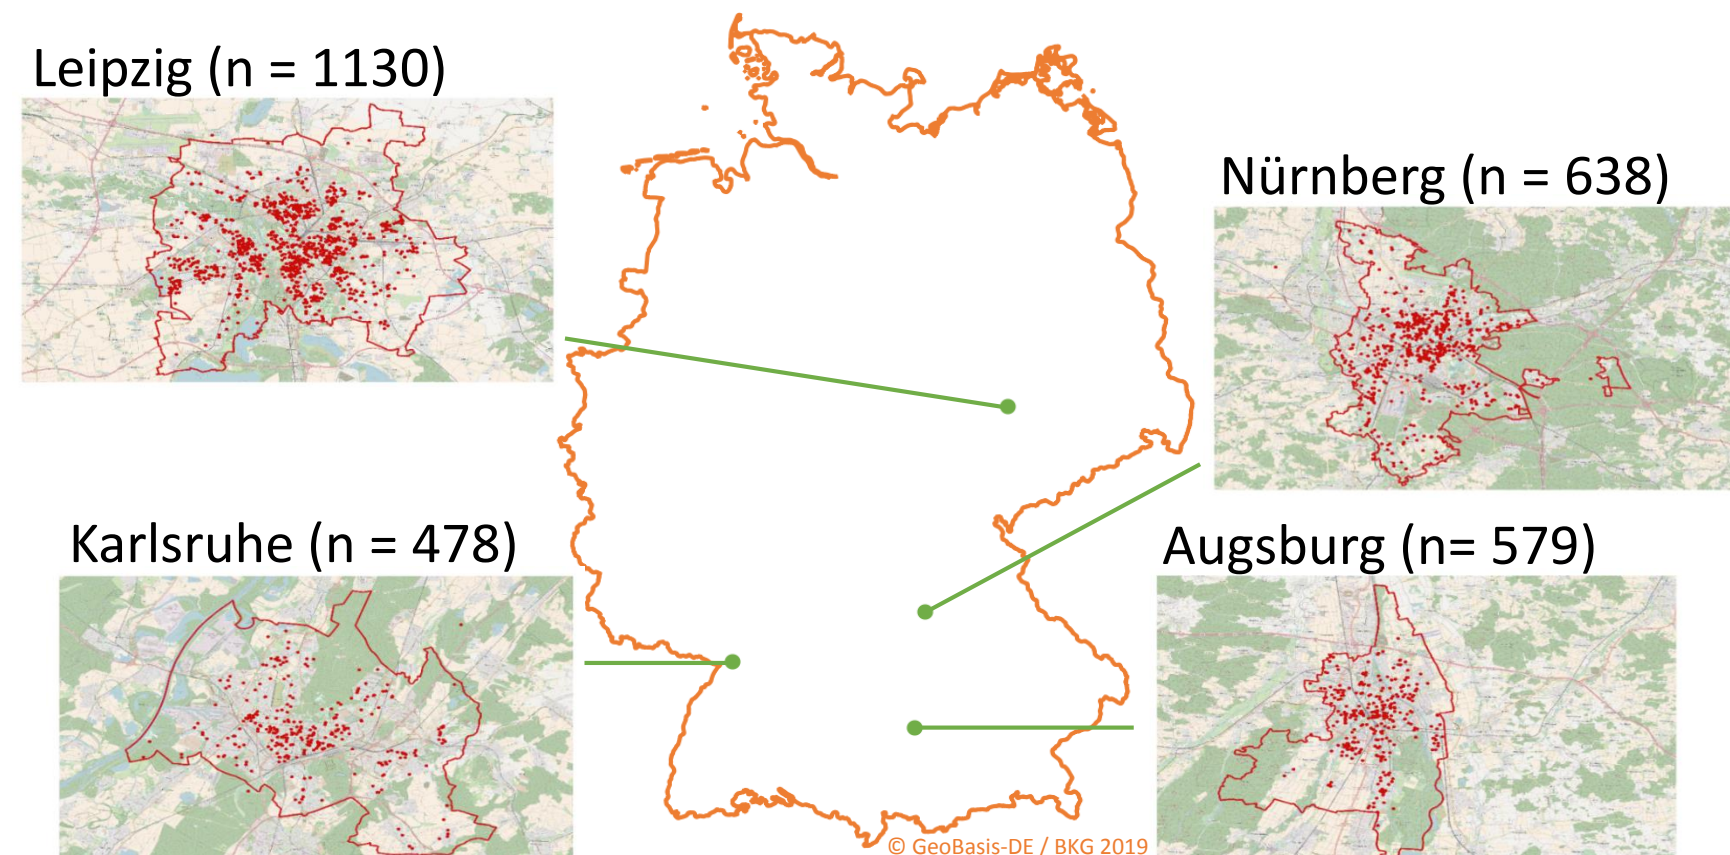 Leipzig (n = 1130)
Nürnberg (n = 638)
Karlsruhe (n = 478)
Augsburg (n= 579)
© GeoBasis-DE / BKG 2019